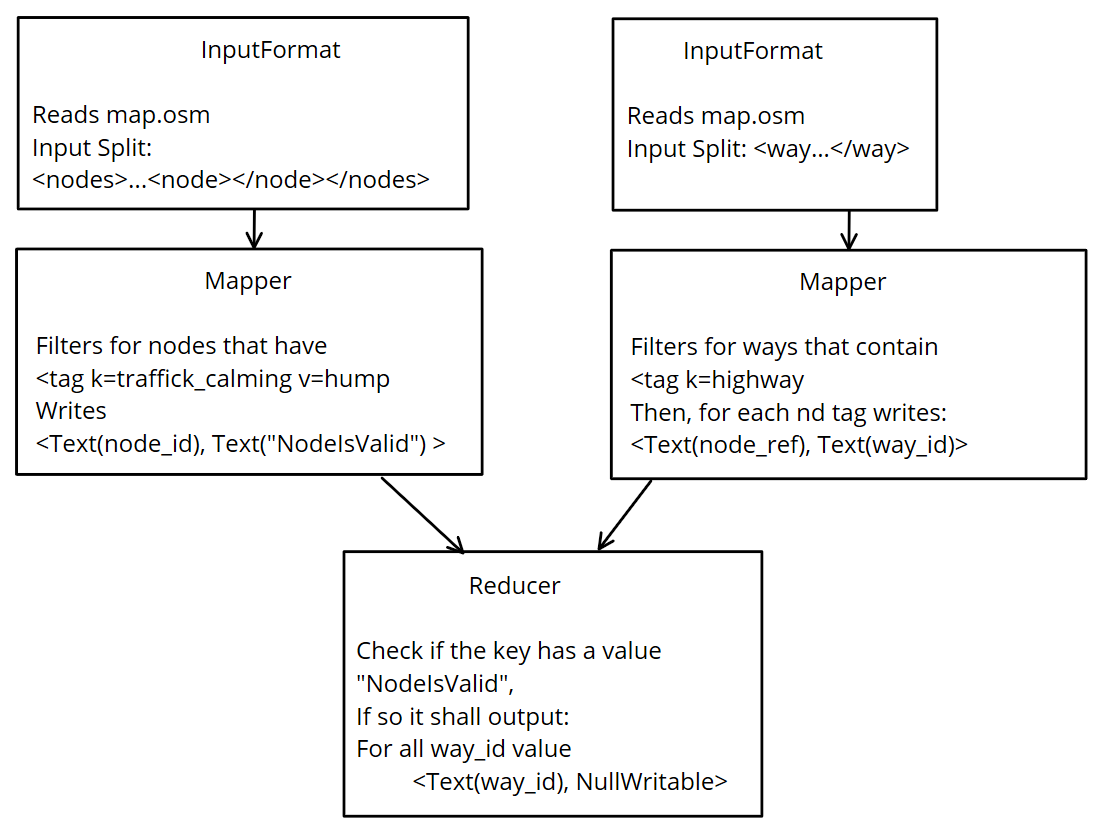 InputFormat
Reads map.osm
Input Split:
<nodes>...<node></node></nodes>
InputFormat
Reads map.osm
Input Split: <way...</way>
Mapper
Filters for nodes that have
<tag k=traffick_calming v=hump
Writes
<Text(node_id), Text("NodeIsValid") >
Mapper
Filters for ways that contain
<tag k=highway
Then, for each nd tag writes:
<Text(node_ref), Text(way_id)>
Reducer
Check if the key has a value
"NodeIsValid",
If so it shall output:
For all way_id value
<Text(way_id), NullWritable>